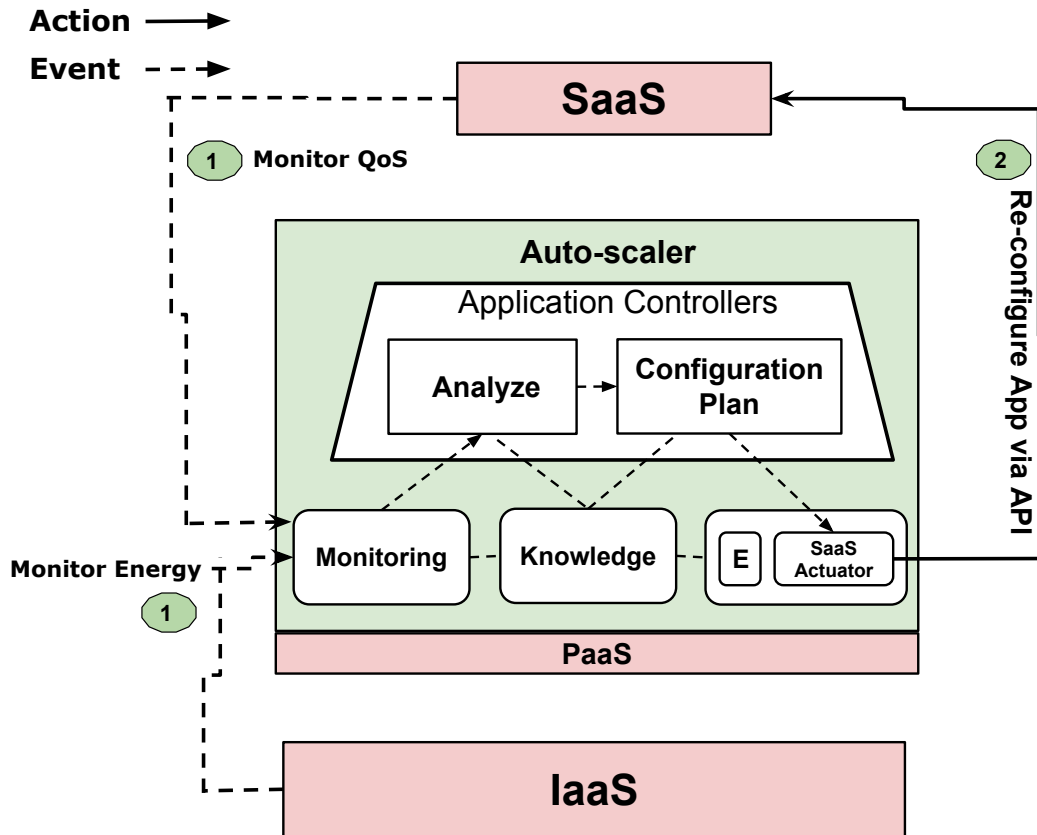 Action
Event
SaaS
1
Monitor QoS
2
Re-configure App via API
Auto-scaler
Application Controllers
Analyze
Configuration
Plan
Monitoring
Knowledge
E
SaaS
Actuator
Monitor Energy
1
PaaS
IaaS